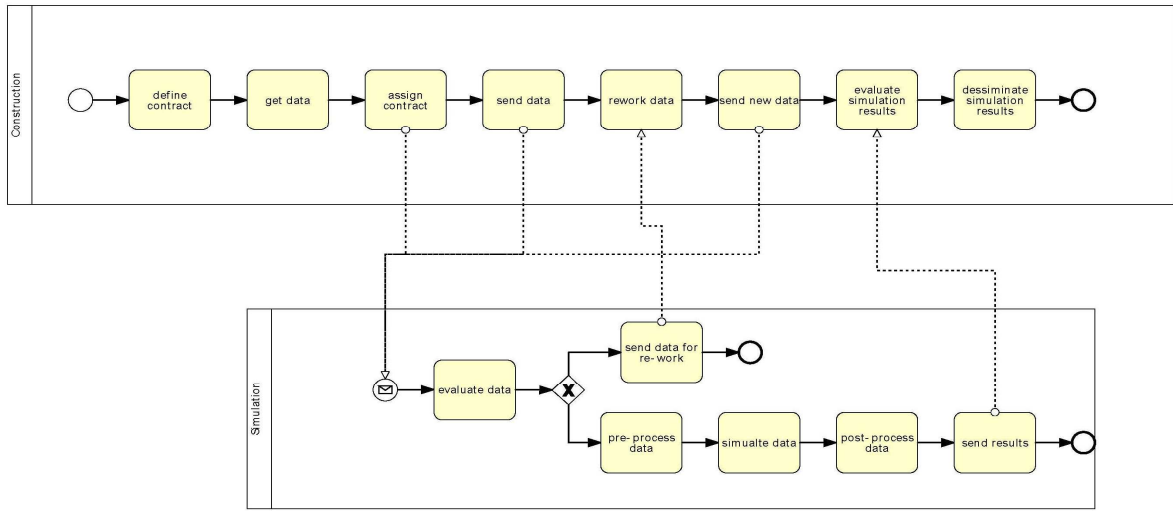 Construction
define
contract
get data
assign
contract
send data
rework data
send new data
evaluate
simulation
results
dessiminate
simulation
results
Simulation
evaluate data
send data for
re-work
pre-process
data
simualte data
post-process
data
send results